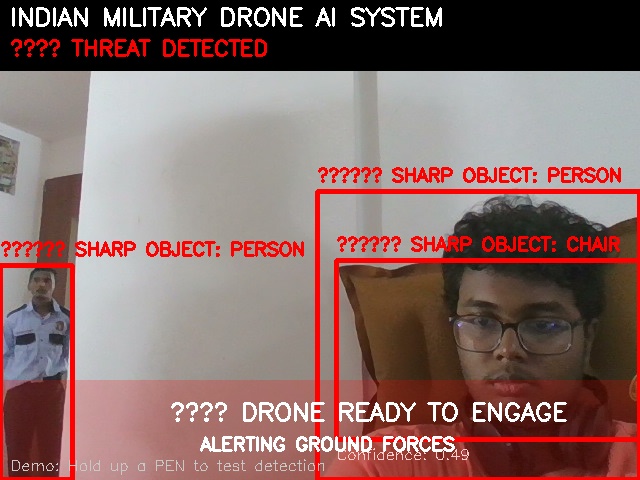 INDIAN MILITARY DRONE AI SYSTEM
???? THREAT DETECTED
?????? SHARP OBJECT: PERSON
?????? SHARP OBJECT: CHAIR
?????? SHARP OBJECT: PERSON
???? DRONE READY TO ENGAGE
ALERTING GROUND FORCES
Confidence: 0.49
Demo: Hold up a PEN to test detection